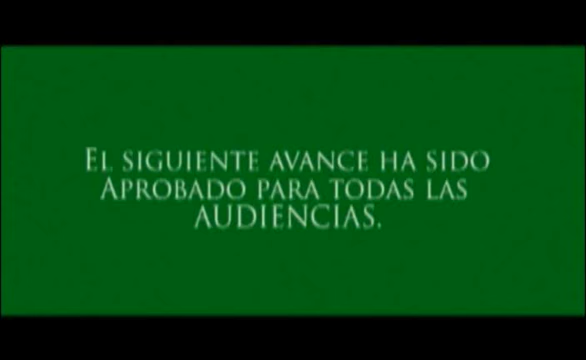 EL SIGUIENTE AVANCE HA SIDO
APROBADO PARA TODAS LAS
AUDIENCIAS.